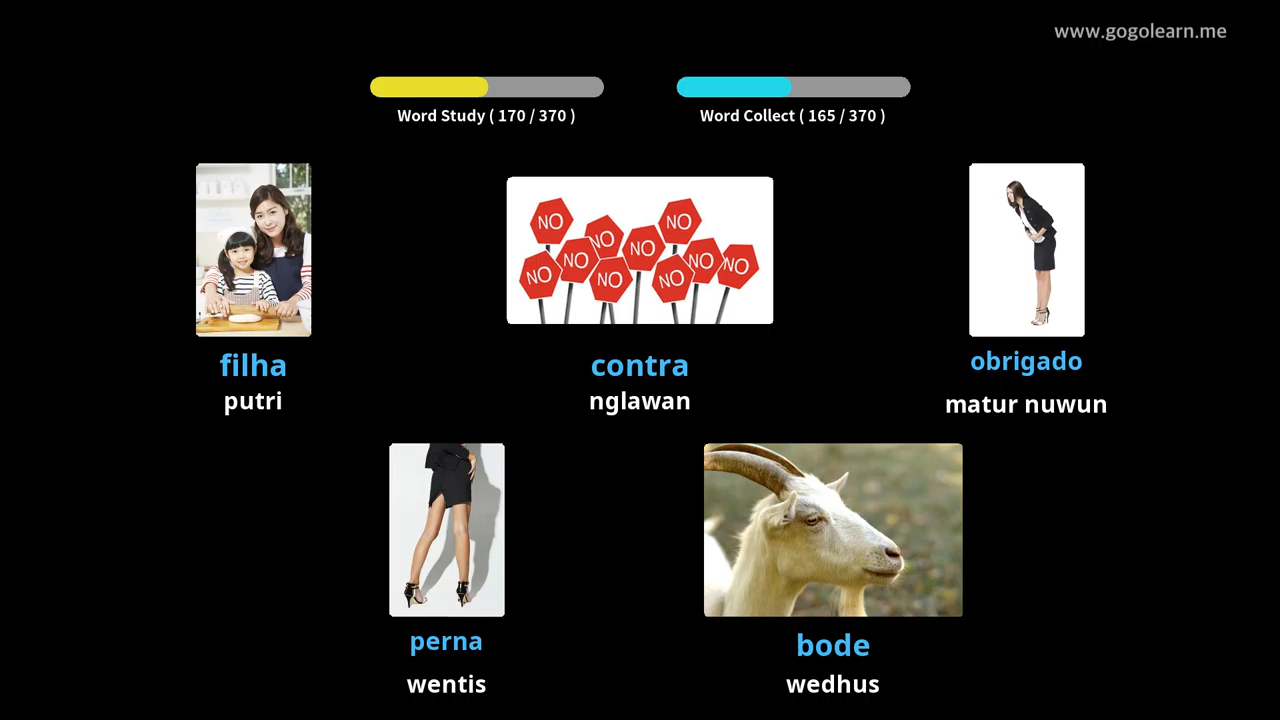 www.gogolearn.me
Word Study ( 170 / 370 )
Word Collect ( 165 / 370 )
NO
NO
NO
NO
NO
NO
NO
NO
NO
NO
filha
putri
contra
nglawan
obrigado
matur nuwun
perna
wentis
bode
wedhus